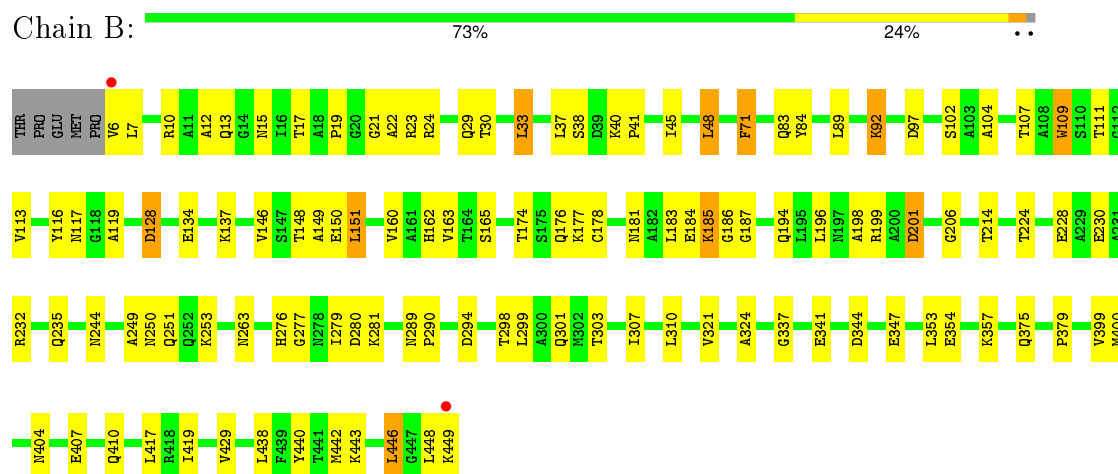 Chain B:
73% 24% • •
THR PRO GLU MET PRO V6 L7 R10 A11 A12 Q13 G14 N15 I16 T17 A18 P19 G20 G21 A22 R23 R24 Q29 T30 L33 L37 S38 D39 K40 P41 I45 L48 F71 Q83 Y84 L89 K92 D97 S102 A103 A104 T107 A108 W109 S110 T111 G112
V113 Y116 N117 G118 A119 D128 E134 K137 V146 S147 T148 A149 E150 L151 V160 A161 H162 V163 T164 S165 T174 S175 Q176 K177 C178 N181 A182 L183 E184 K185 G186 G187 Q194 L195 L196 N197 A198 R199 A200 D201 G206 T214 T224 E228 A229 E230 A231
R232 Q235 N244 A249 N250 Q251 Q252 K253 N263 H276 G277 N278 I279 D280 K281 N289 P290 D294 T298 L299 A300 Q301 M302 T303 I307 L310 V321 A324 G337 E341 D344 E347 L353 E354 K357 Q375 P379 V399 M400
N404 E407 Q410 L417 R418 I419 V429 L438 F439 Y440 T441 M442 K443 L446 G447 L448 K449